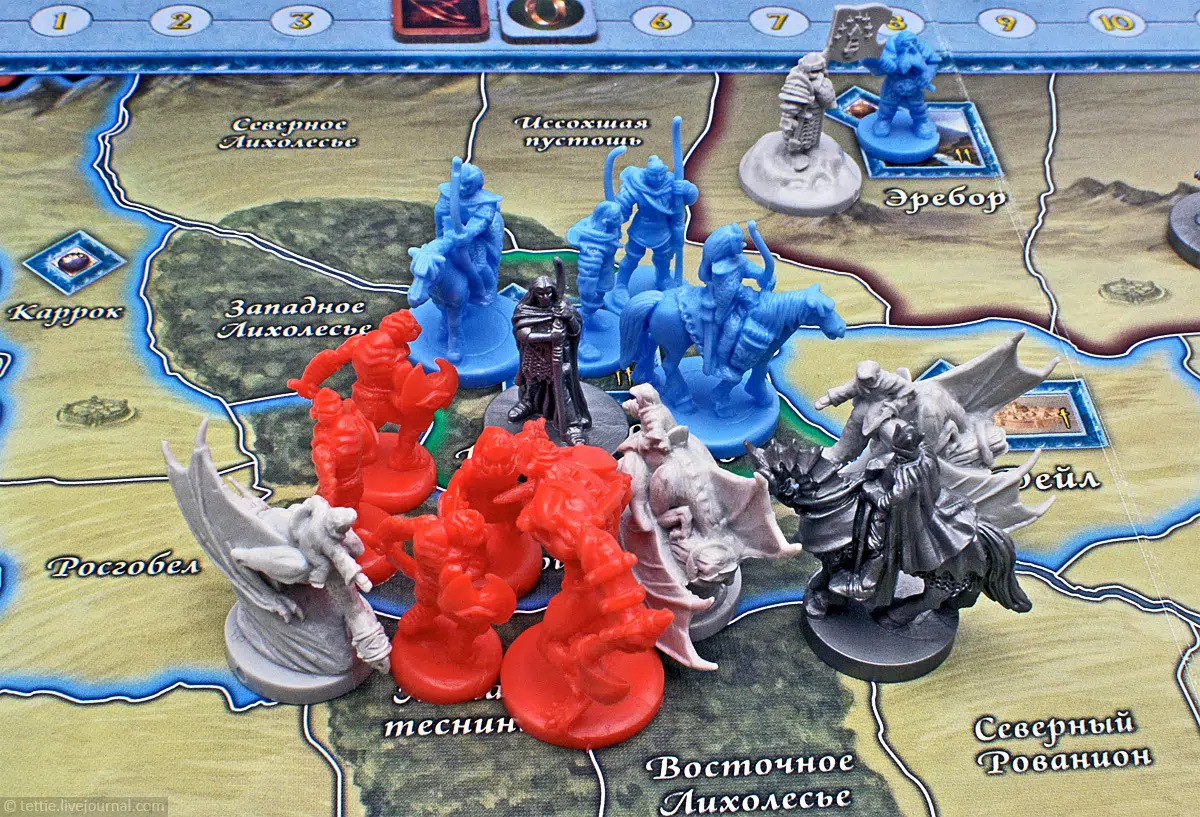 1 2 3 6 7 8 9 10
Северное
Лихолесье
Иссохшая
пустошь
Эребор
Каррок
Западное
Лихолесье
Росгобел
Северный
Рованион
Восточное
Лихолесье
© tettie.livejournal.com